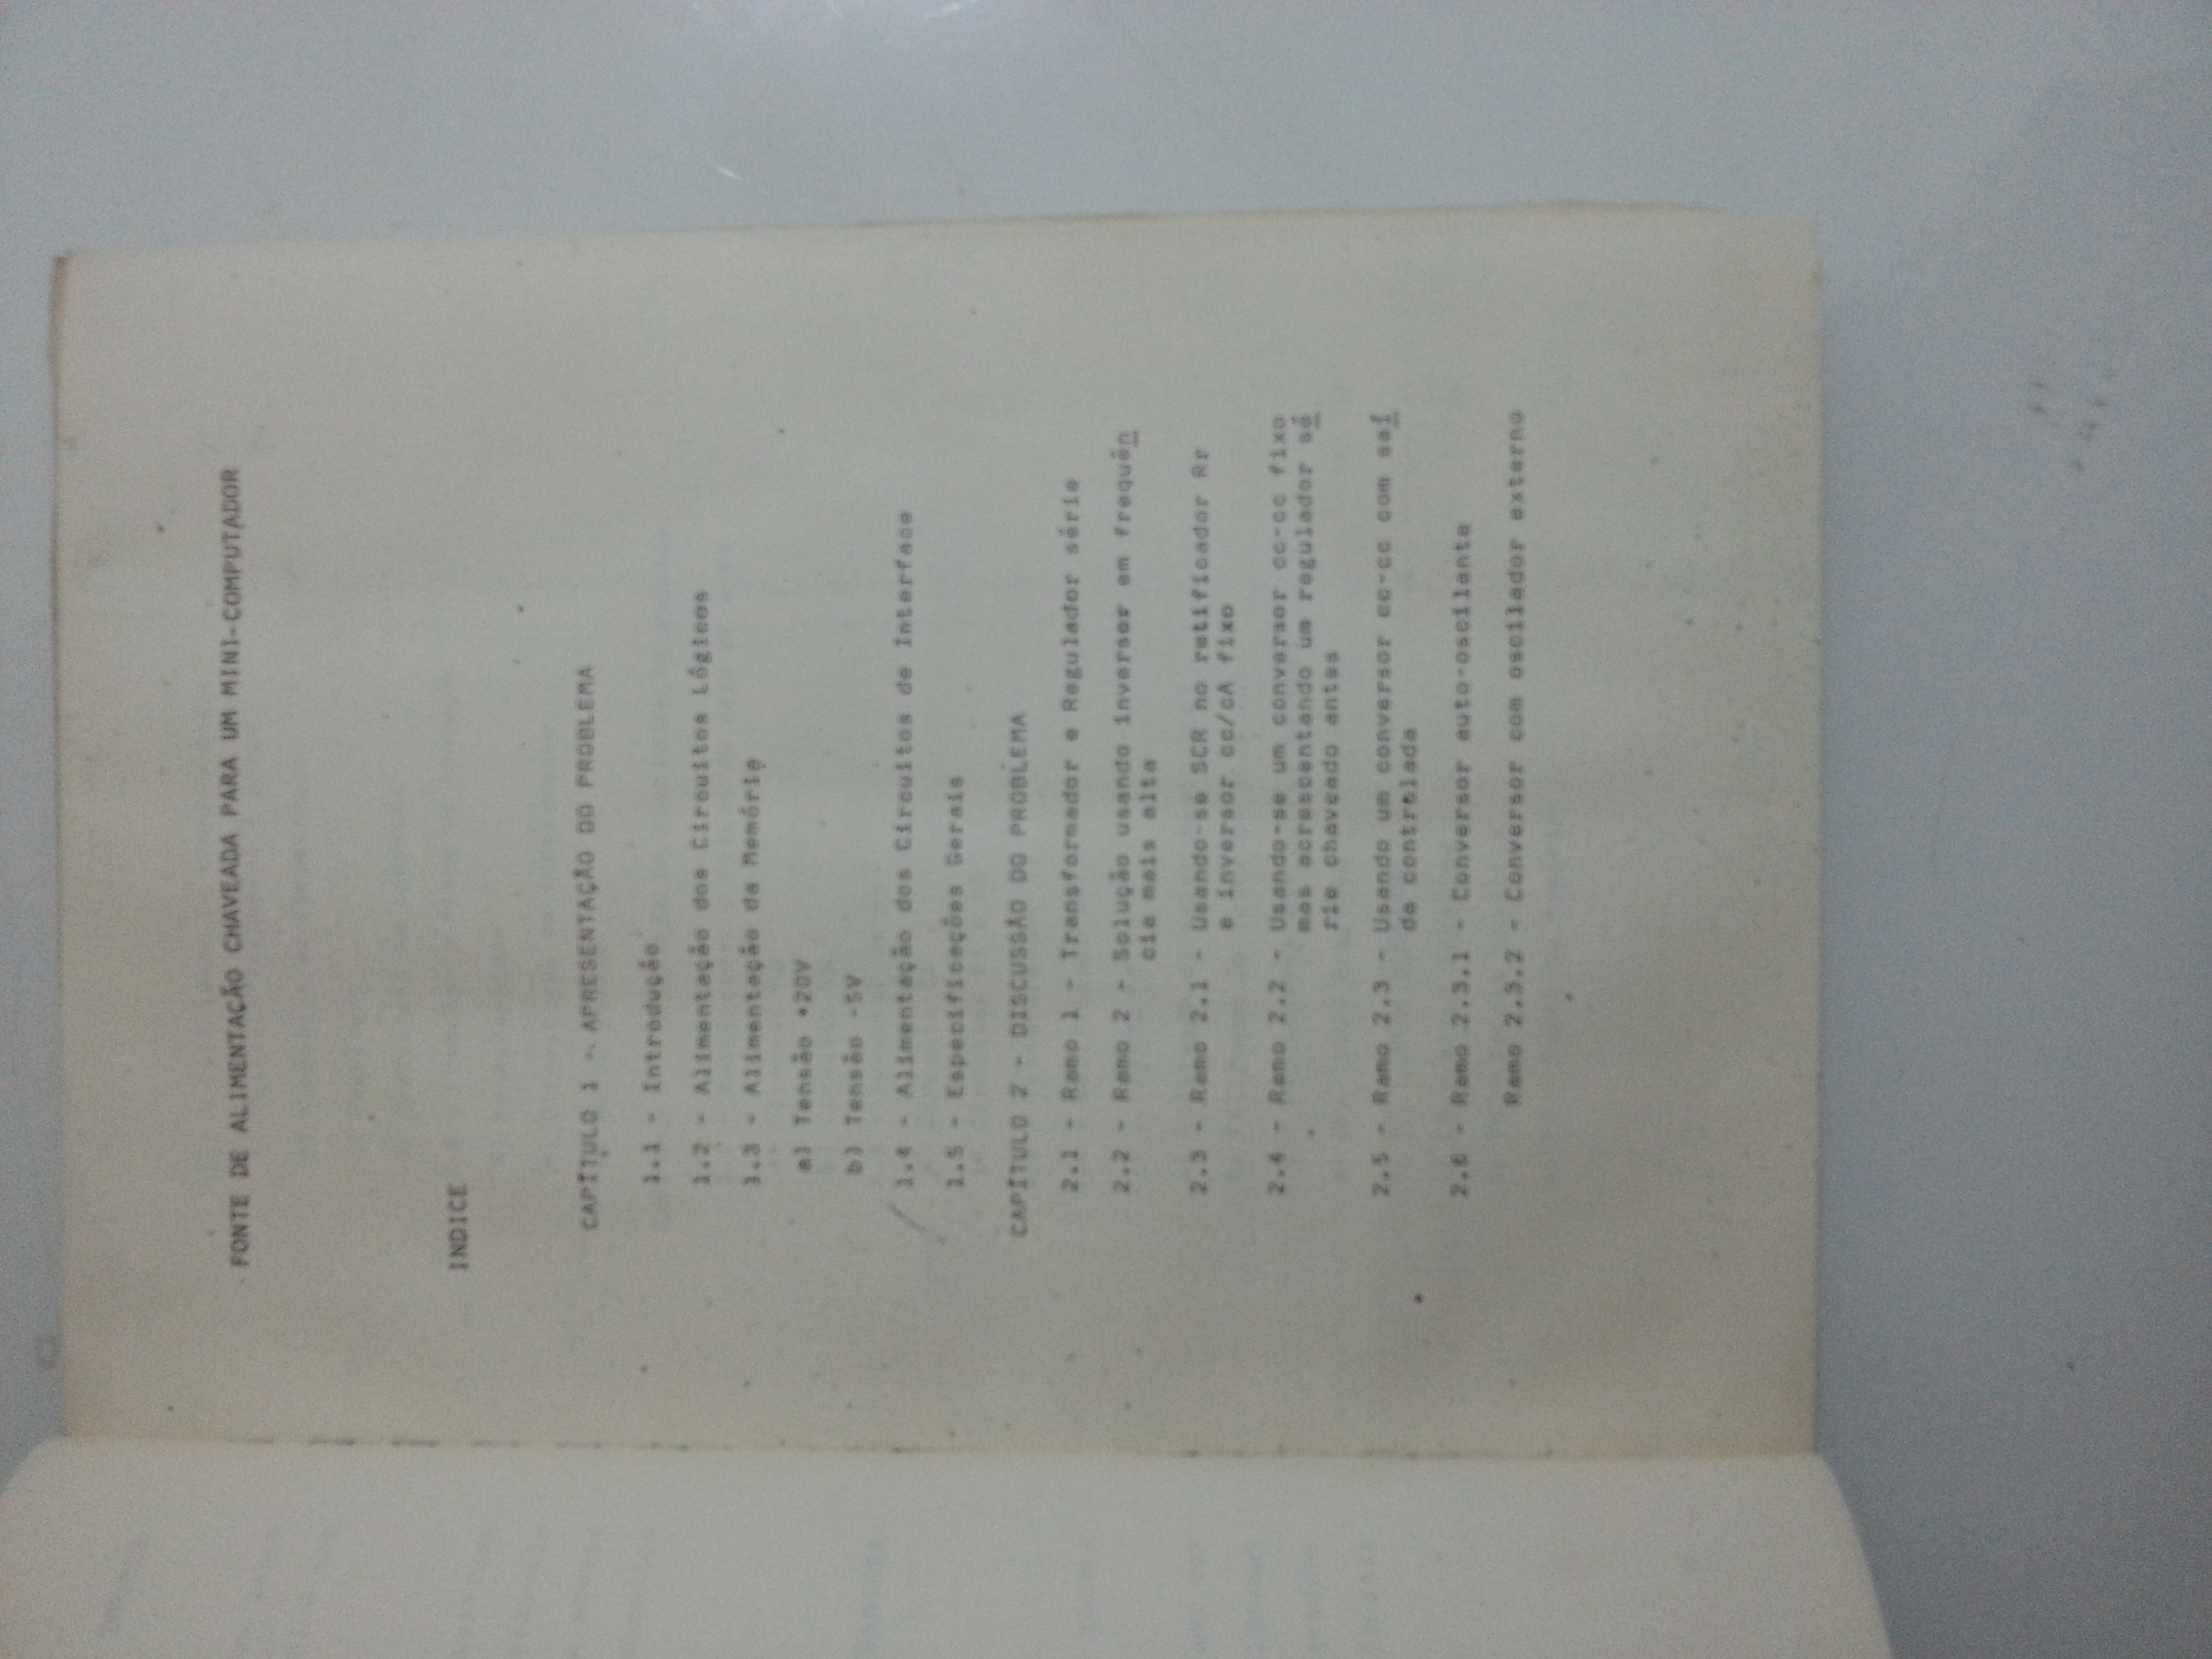 FONTE DE ALIMENTAÇÃO CHAVEADA PARA UM MINI-COMPUTADOR
INDICE
CAPÍTULO 1 - APRESENTAÇÃO DO PROBLEMA
1.1 - Introdução
1.2 - Alimentação dos Circuitos Lógicos
1.3 - Alimentação da Memória
a) Tensão +20V
b) Tensão -5V
1.4 - Alimentação dos Circuitos de Interface
1.5 - Especificações Gerais
CAPÍTULO 2 - DISCUSSÃO DO PROBLEMA
2.1 - Ramo 1 - Transformador e Regulador série
2.2 - Ramo 2 - Solução usando inversor em frequên
cia mais alta
2.3 - Ramo 2.1 - Usando-se SCR no retificador Rr
e inversor cc/cA fixo
2.4 - Ramo 2.2 - Usando-se um conversor cc-cc fixo
mas acrescentando um regulador sé
rie chaveado antes
2.5 - Ramo 2.3 - Usando um conversor cc-cc com saí
da controlada
2.6 - Ramo 2.3.1 - Conversor auto-oscilante
Ramo 2.3.2 - Conversor com oscilador externo